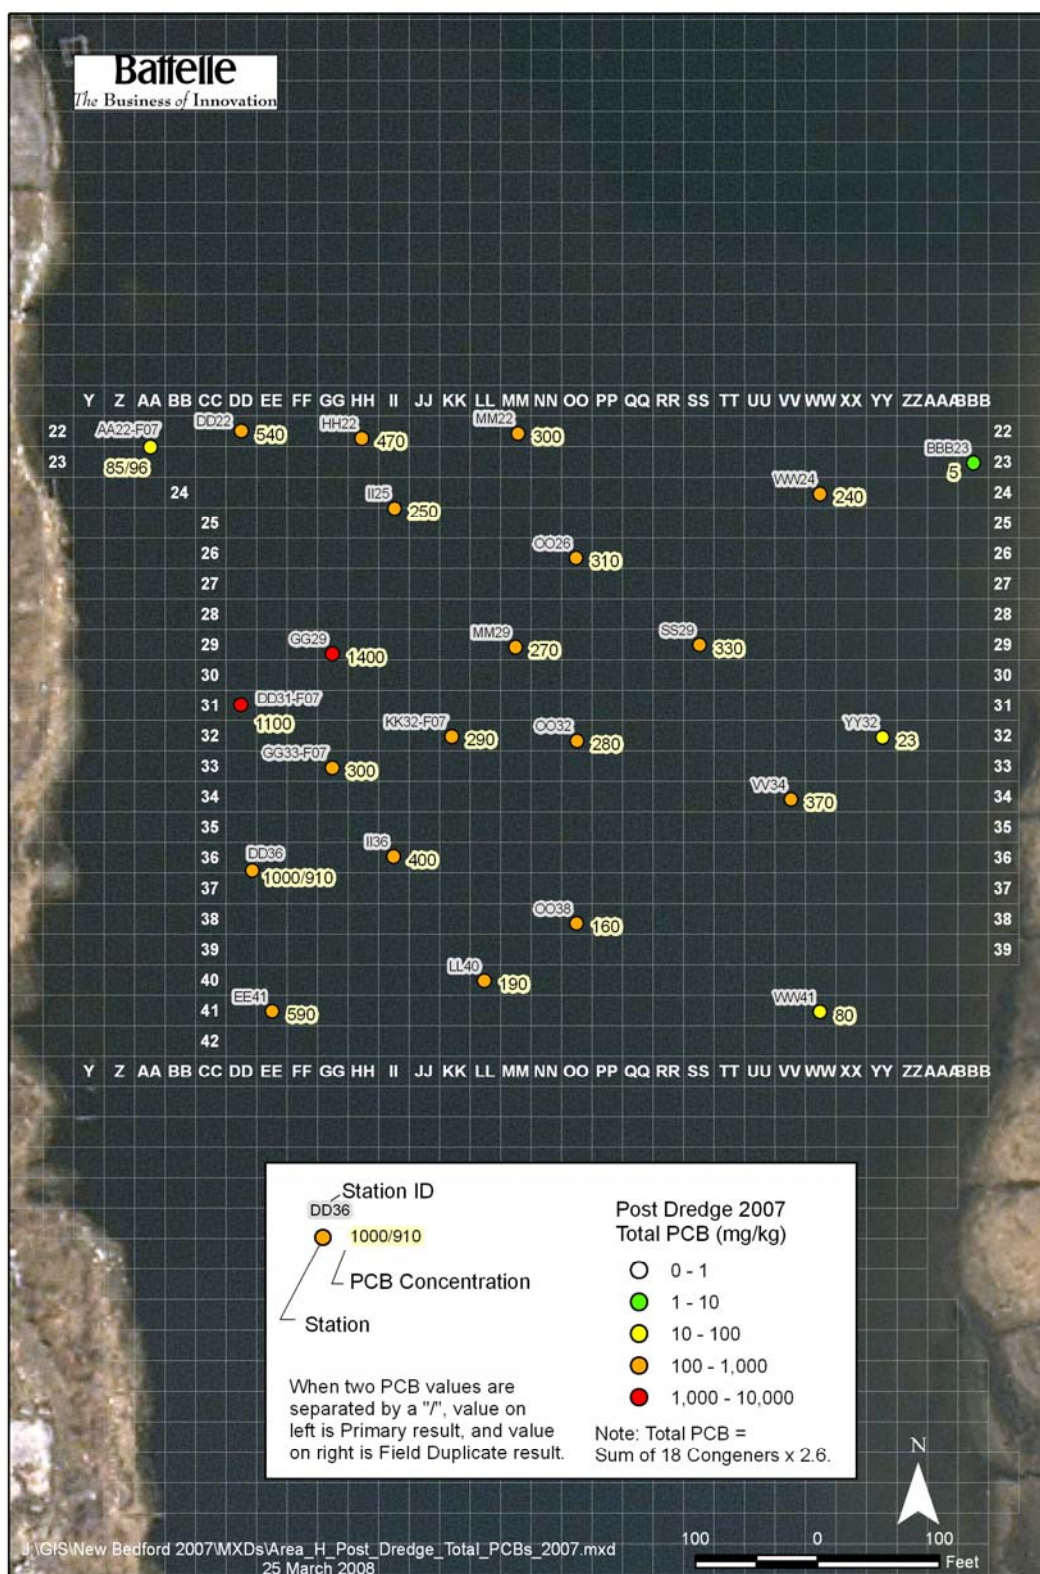 Battelle
The Business of Innovation
Y Z AA BB CC DD EE FF GG HH II JJ KK LL MM NN OO PP QQ RR SS TT UU VV WW XX YY ZZ AAA BBB
22 AA22-F07 DD22 540 HH22 470 MM22 300 22
23 85/96 BBB23 5 23
24 II25 WW24 240 24
25 250 25
26 OO26 310 26
27 27
28 28
29 GG29 1400 MM29 270 SS29 330 29
30 30
31 DD31-F07 1100 31
32 KK32-F07 290 OO32 280 YY32 23 32
33 GG33-F07 300 33
34 VV34 370 34
35 35
36 DD36 1000/910 II36 400 36
37 37
38 OO38 160 38
39 39
40 LL40 190
41 EE41 590 WW41 80
42
Y Z AA BB CC DD EE FF GG HH II JJ KK LL MM NN OO PP QQ RR SS TT UU VV WW XX YY ZZ AAA BBB
Station ID
DD36
1000/910
PCB Concentration
Station
When two PCB values are
separated by a "/", value on
left is Primary result, and value
on right is Field Duplicate result.
Post Dredge 2007
Total PCB (mg/kg)
0 - 1
1 - 10
10 - 100
100 - 1,000
1,000 - 10,000
Note: Total PCB =
Sum of 18 Congeners x 2.6.
N
100 0 100
Feet
J:\GIS\New Bedford 2007\MXDs\Area_H_Post_Dredge_Total_PCBs_2007.mxd
25 March 2008